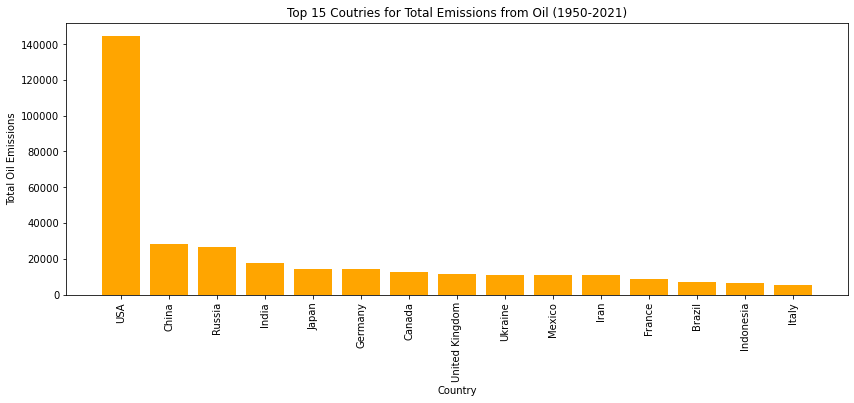 Top 15 Coutries for Total Emissions from Oil (1950-2021)
Total Oil Emissions
140000
120000
100000
80000
60000
40000
20000
0
USA
China
Russia
India
Japan
Germany
Canada
United Kingdom
Ukraine
Mexico
Iran
France
Brazil
Indonesia
Italy
Country